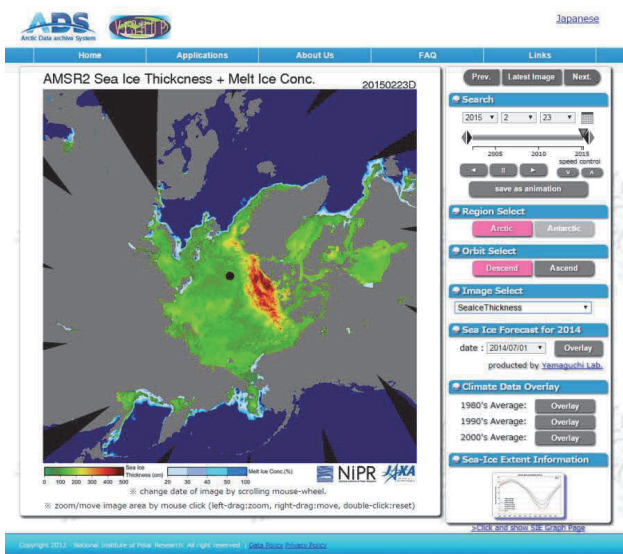 ADS
Arctic Data archive System
Japanese
Home Applications About Us FAQ Links
AMSR2 Sea Ice Thickcness + Melt Ice Conc. 20150223D
Prev. Latest Image Next.
Search
2015 2 23
2005 2010 2015
speed control
save as animation
Region Select
Arctic Antarctic
Orbit Select
Descend Ascend
Image Select
SeaIceThickness
Sea Ice Forecast for 2014
date : 2014/07/01 Overlay
producted by Yamaguchi Lab.
Climate Data Overlay
1980's Average: Overlay
1990's Average: Overlay
2000's Average: Overlay
Sea-Ice Extent Information
>Click and show SIE Graph Page
Sea Ice
Thickness (cm)
0 100 200 300 400 500
Melt Ice Conc.(%)
20 30 40 50 100
NiPR JAXA
※ change date of image by scrolling mouse-wheel.
※ zoom/move image area by mouse click (left-drag:zoom, right-drag:move, double-click:reset)
Copyright 2012 - National Institute of Polar Research. All right reserved. Data Policy Privacy Policy